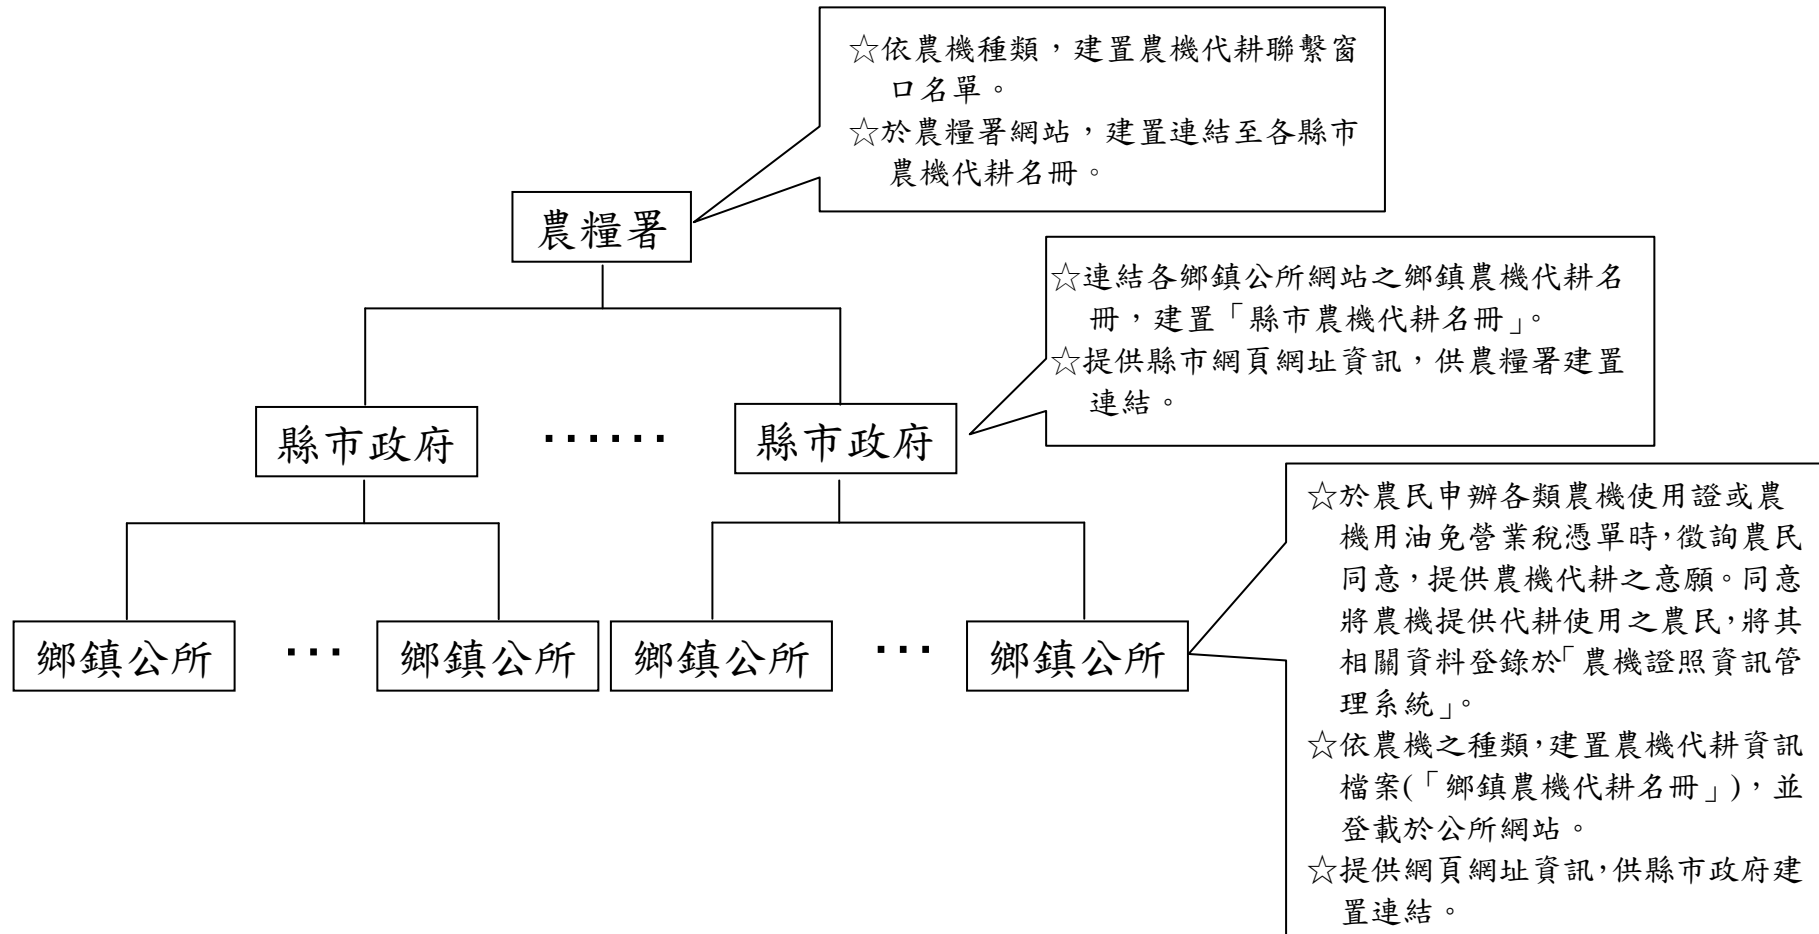 ☆依農機種類，建置農機代耕聯繫窗
口名單。
☆於農糧署網站，建置連結至各縣市
農機代耕名冊。
農糧署
☆連結各鄉鎮公所網站之鄉鎮農機代耕名
冊，建置「縣市農機代耕名冊」。
☆提供縣市網頁網址資訊，供農糧署建置
連結。
縣市政府
……
縣市政府
☆於農民申辦各類農機使用證或農
機用油免營業稅憑單時，徵詢農民
同意，提供農機代耕之意願。同意
將農機提供代耕使用之農民，將其
相關資料登錄於「農機證照資訊管
理系統」。
☆依農機之種類，建置農機代耕資訊
檔案(「鄉鎮農機代耕名冊」)，並
登載於公所網站。
☆提供網頁網址資訊，供縣市政府建
置連結。
鄉鎮公所
…
鄉鎮公所
鄉鎮公所
…
鄉鎮公所